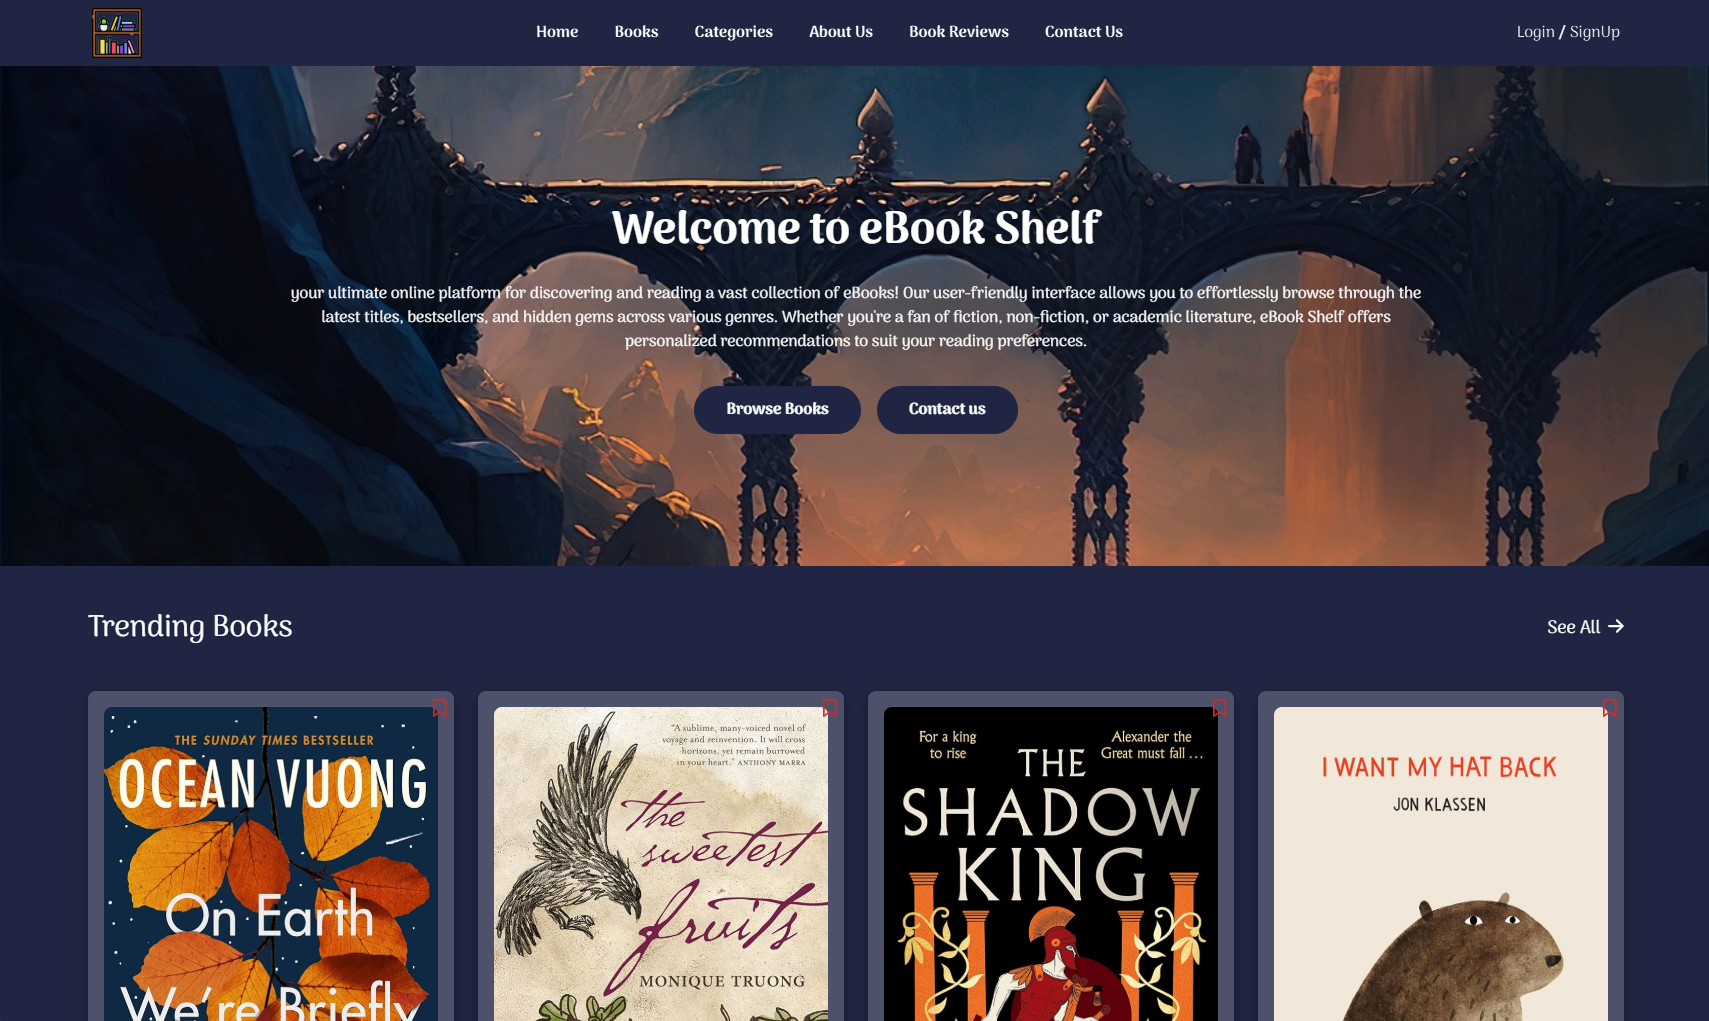 Home Books Categories About Us Book Reviews Contact Us Login / SignUp
Welcome to eBook Shelf
your ultimate online platform for discovering and reading a vast collection of eBooks! Our user-friendly interface allows you to effortlessly browse through the
latest titles, bestsellers, and hidden gems across various genres. Whether you're a fan of fiction, non-fiction, or academic literature, eBook Shelf offers
personalized recommendations to suit your reading preferences.
Browse Books Contact us
Trending Books See All
THE SUNDAY TIMES BESTSELLER
OCEAN VUONG
On Earth
We're Briefly
"A sublime, many-voiced novel of
voyage and reinvention. It will cross
horizons, yet remain burrowed
in your heart." ANTHONY MARRA
the
sweetest
fruits
MONIQUE TRUONG
For a king
to rise
Alexander the
Great must fall ...
THE
SHADOW
KING
I WANT MY HAT BACK
JON KLASSEN